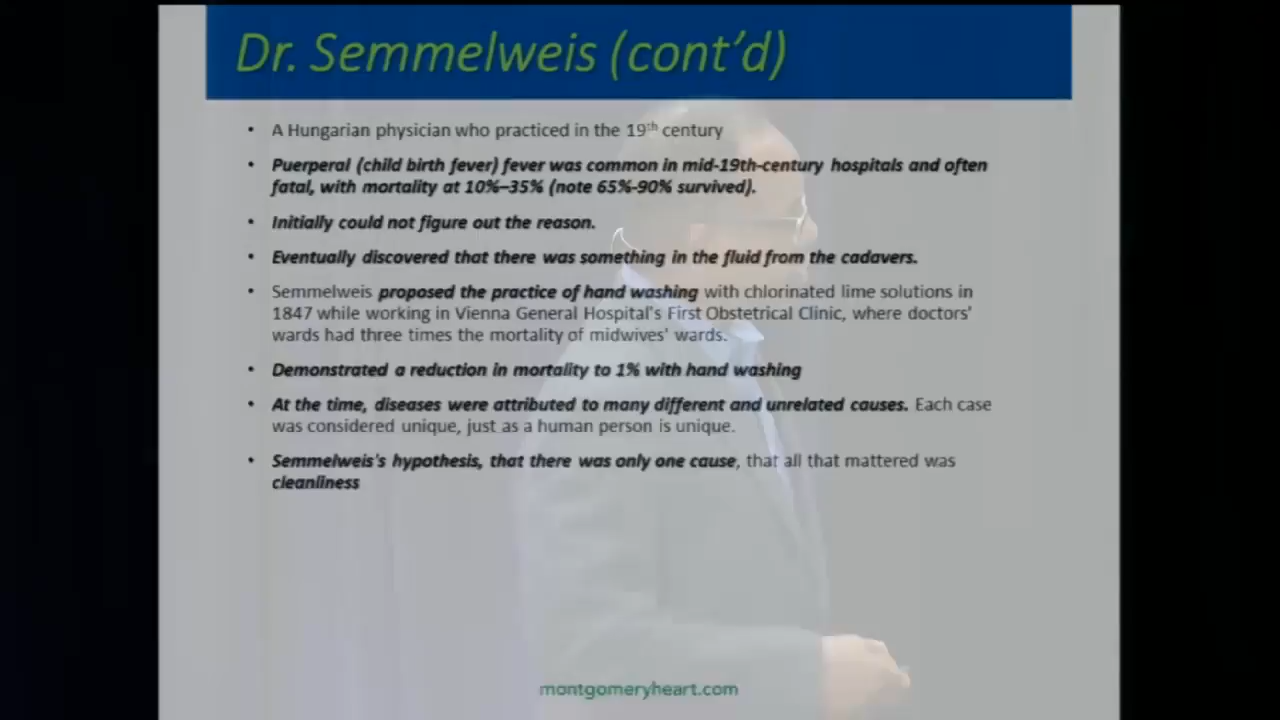 Dr. Semmelweis (cont'd)
• A Hungarian physician who practiced in the 19th century
• Puerperal (child birth fever) fever was common in mid-19th-century hospitals and often
fatal, with mortality at 10%–35% (note 65%-90% survived).
• Initially could not figure out the reason.
• Eventually discovered that there was something in the fluid from the cadavers.
• Semmelweis proposed the practice of hand washing with chlorinated lime solutions in
1847 while working in Vienna General Hospital's First Obstetrical Clinic, where doctors'
wards had three times the mortality of midwives' wards.
• Demonstrated a reduction in mortality to 1% with hand washing
• At the time, diseases were attributed to many different and unrelated causes. Each case
was considered unique, just as a human person is unique.
• Semmelweis's hypothesis, that there was only one cause, that all that mattered was
cleanliness
montgomeryheart.com